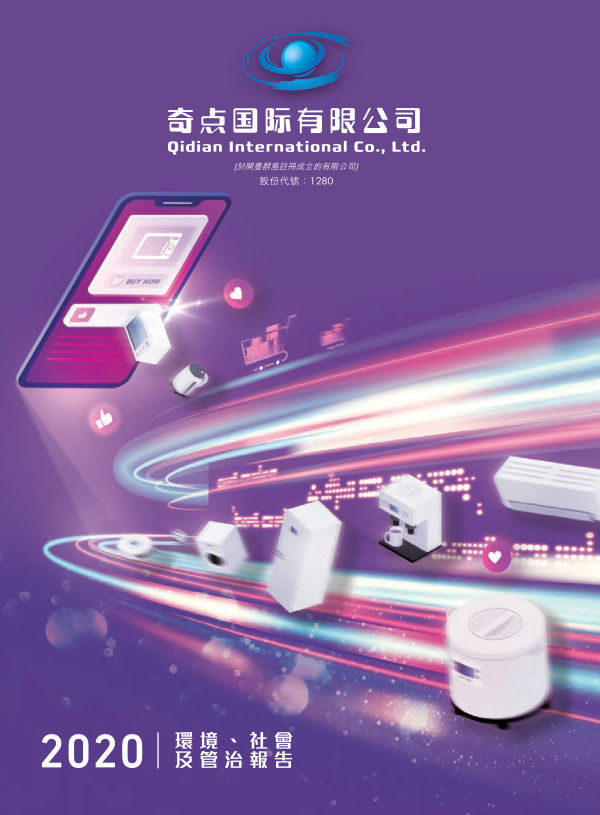 奇点国际有限公司
Qidian International Co., Ltd.
(於開曼群島註冊成立的有限公司)
股份代號：1280
BUY NOW
2020
環境、社會
及管治報告